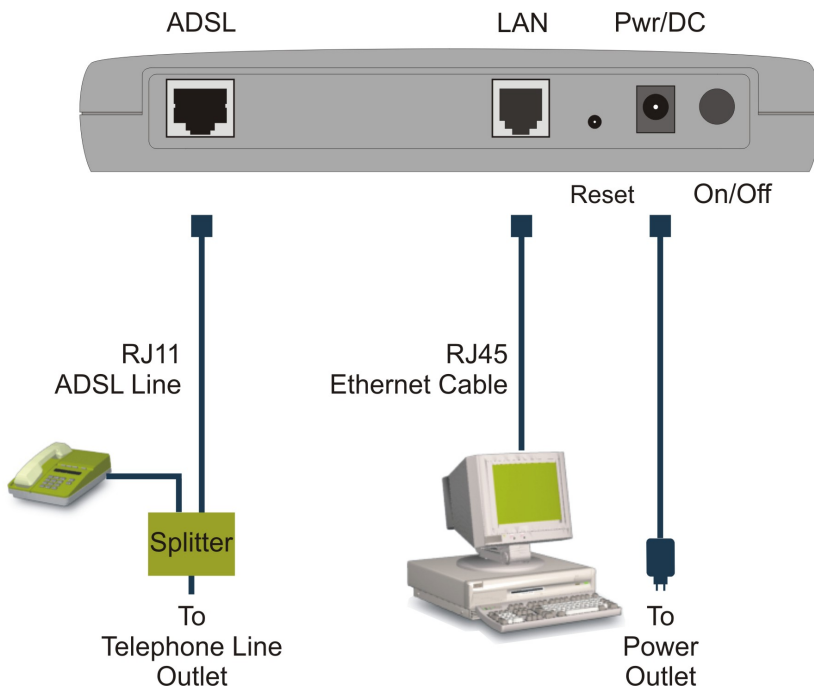 ADSL
LAN
Pwr/DC
Reset
On/Off
RJ11
ADSL Line
RJ45
Ethernet Cable
Splitter
To
Telephone Line
Outlet
To
Power
Outlet